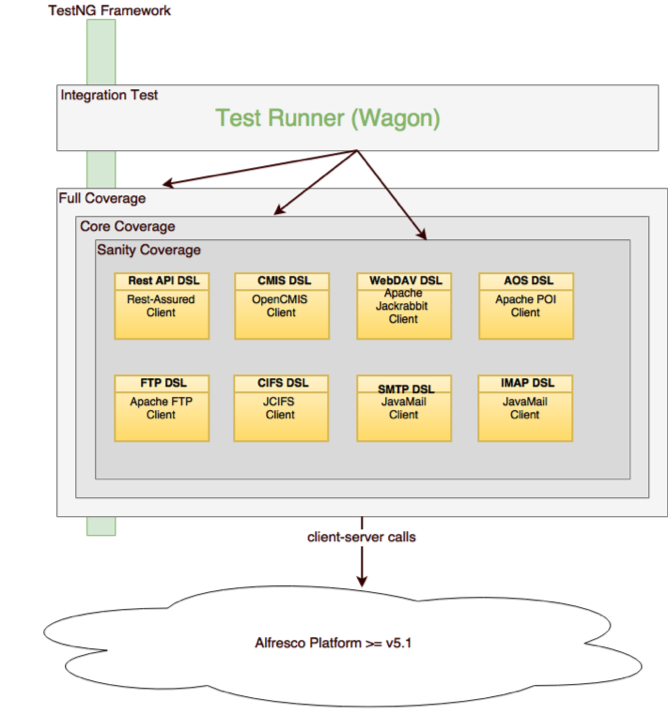 TestNG Framework
Integration Test
Test Runner (Wagon)
Full Coverage
Core Coverage
Sanity Coverage
Rest API DSL
Rest-Assured
Client
CMIS DSL
OpenCMIS
Client
WebDAV DSL
Apache
Jackrabbit
Client
AOS DSL
Apache POI
Client
FTP DSL
Apache FTP
Client
CIFS DSL
JCIFS
Client
SMTP DSL
JavaMail
Client
IMAP DSL
JavaMail
Client
client-server calls
Alfresco Platform >= v5.1